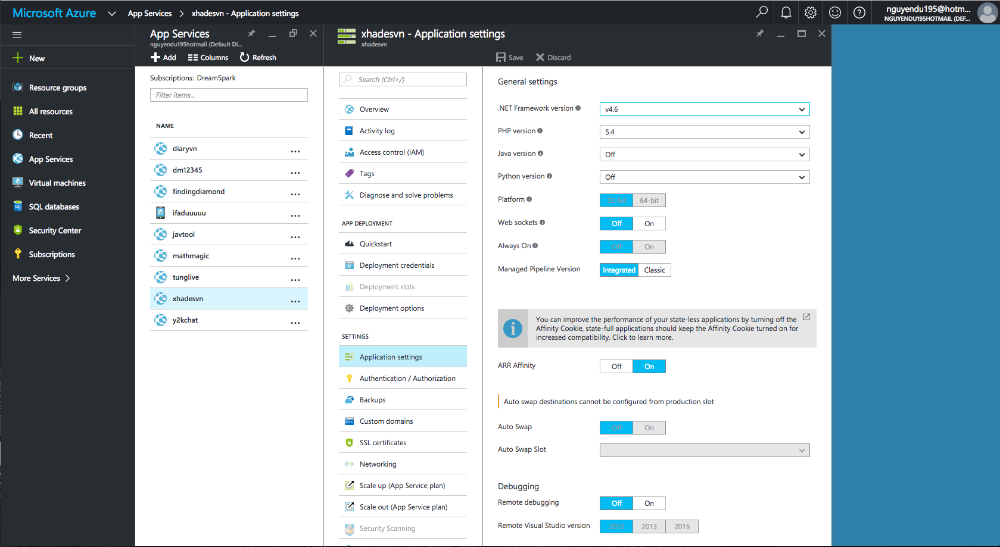 Microsoft Azure
App Services
xhadesvn - Application settings
nguyendu195@hotm...
NGUYENDU195HOTMAIL (DEF...
New
Resource groups
All resources
Recent
App Services
Virtual machines
SQL databases
Security Center
Subscriptions
More Services
App Services
nguyendu195hotmail (Default Di...
Add
Columns
Refresh
Subscriptions: DreamSpark
Filter items...
NAME
diaryvn
...
dm12345
...
findingdiamond
...
ifaduuuuu
...
javtool
...
mathmagic
...
tunglive
...
xhadesvn
...
y2kchat
...
xhadesvn - Application settings
xhadesvn
Save
Discard
Search (Ctrl+/)
Overview
Activity log
Access control (IAM)
Tags
Diagnose and solve problems
APP DEPLOYMENT
Quickstart
Deployment credentials
Deployment slots
Deployment options
SETTINGS
Application settings
Authentication / Authorization
Backups
Custom domains
SSL certificates
Networking
Scale up (App Service plan)
Scale out (App Service plan)
Security Scanning
General settings
.NET Framework version
v4.6
PHP version
5.4
Java version
Off
Python version
Off
Platform
32-bit
64-bit
Web sockets
Off
On
Always On
Off
On
Managed Pipeline Version
Integrated
Classic
You can improve the performance of your state-less applications by turning off the
Affinity Cookie, state-full applications should keep the Affinity Cookie turned on for
increased compatibility. Click to learn more.
ARR Affinity
Off
On
Auto swap destinations cannot be configured from production slot
Auto Swap
Off
On
Auto Swap Slot
Debugging
Remote debugging
Off
On
Remote Visual Studio version
2012
2013
2015